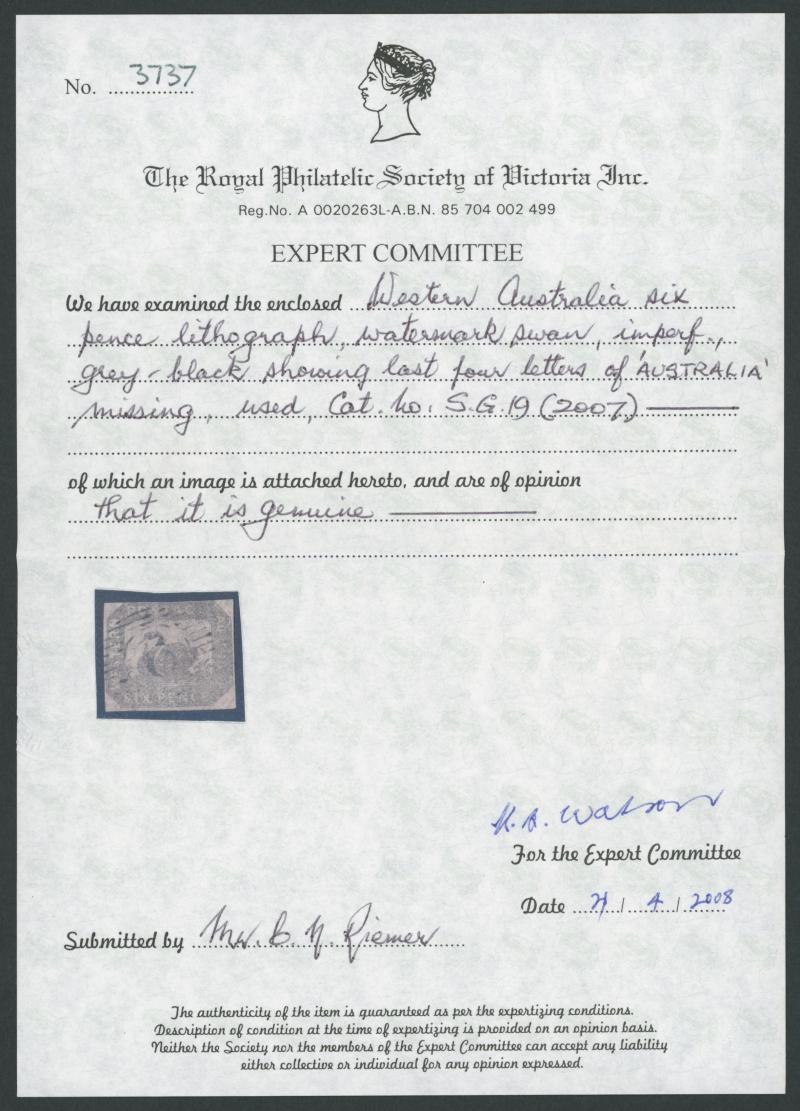 No. 3737
The Royal Philatelic Society of Victoria Inc.
Reg.No. A 0020263L-A.B.N. 85 704 002 499
EXPERT COMMITTEE
We have examined the enclosed Western Australia six
pence lithograph, watermark swan, imperf.,
grey-black showing last four letters of 'AUSTRALIA'
missing, used, Cat. No. S.G. 19 (2007)
of which an image is attached hereto, and are of opinion
that it is genuine
SIX PENCE
For the Expert Committee
Date / 4 / 2008
Submitted by Mr. C. N. Riemer
The authenticity of the item is guaranteed as per the expertizing conditions.
Description of condition at the time of expertizing is provided on an opinion basis.
Neither the Society nor the members of the Expert Committee can accept any liability
either collective or individual for any opinion expressed.